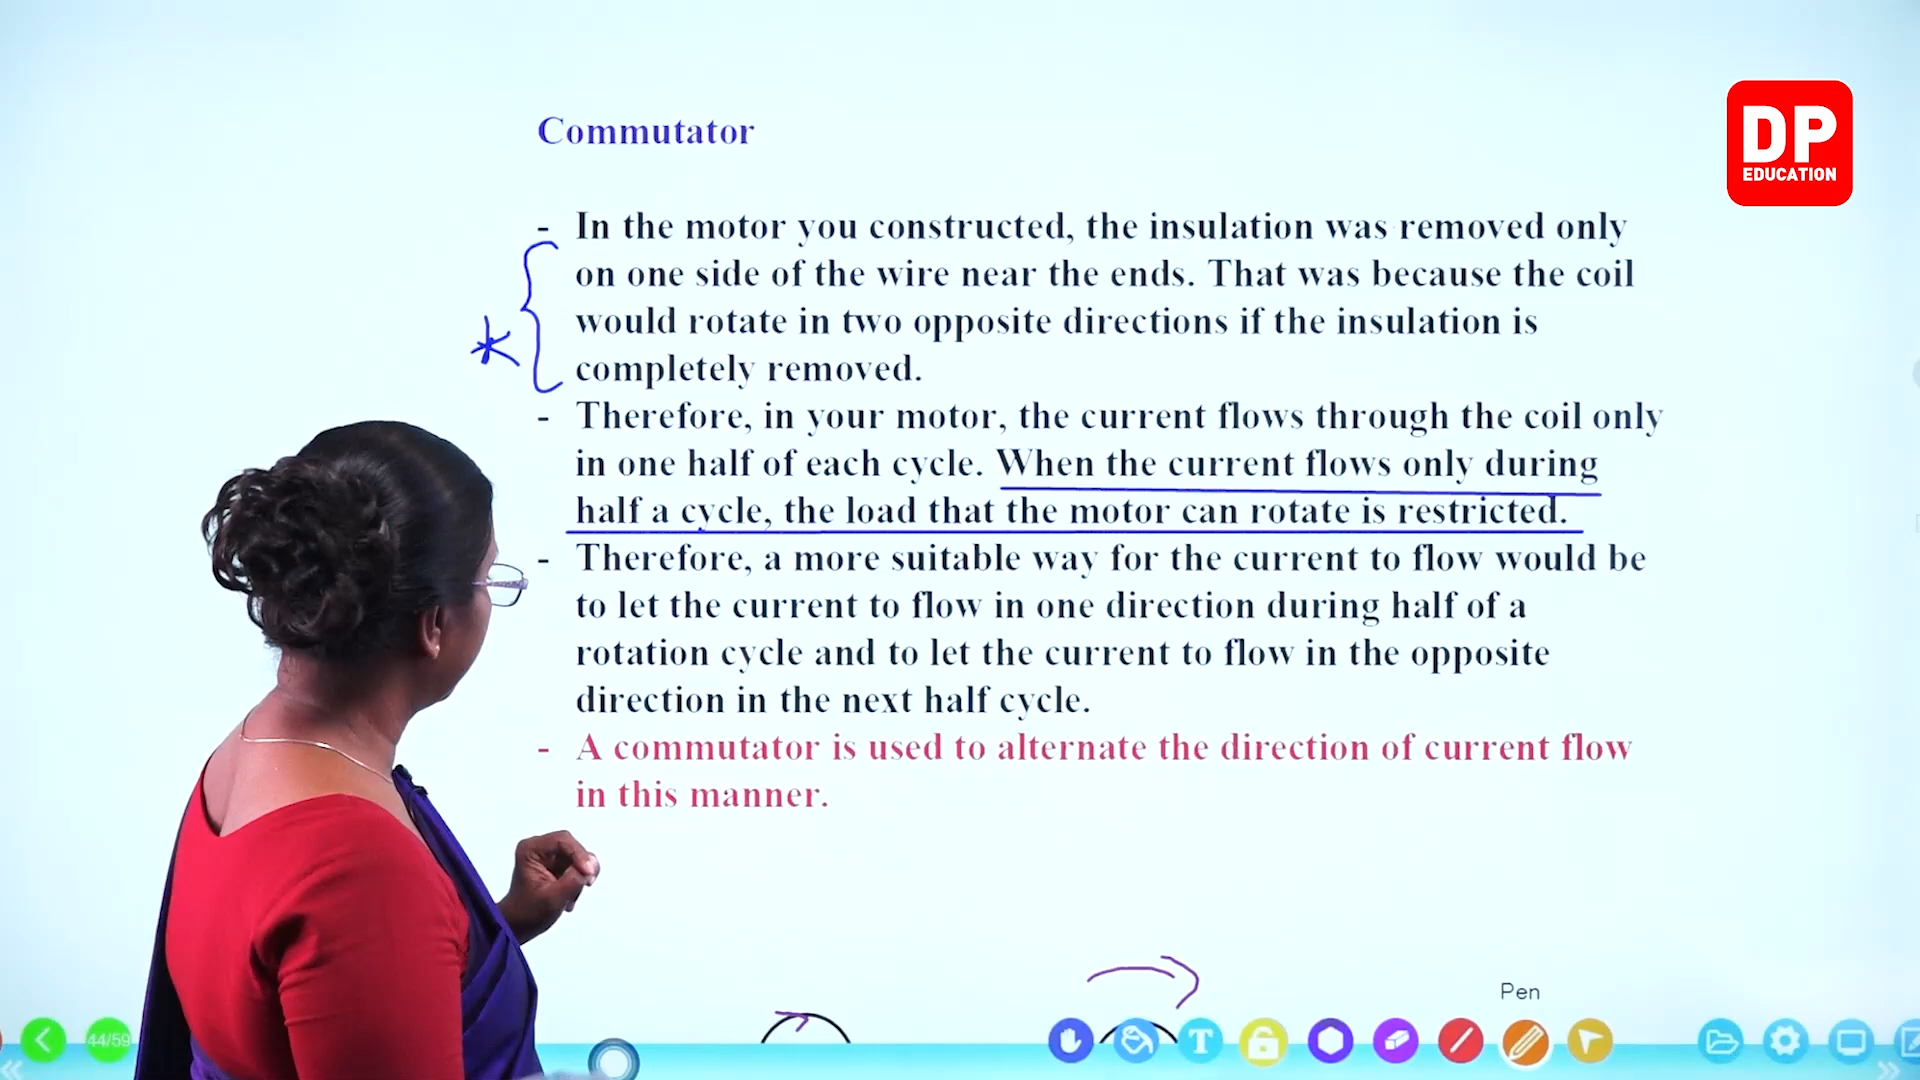 DP
EDUCATION
Commutator
- In the motor you constructed, the insulation was removed only
on one side of the wire near the ends. That was because the coil
would rotate in two opposite directions if the insulation is
completely removed.
- Therefore, in your motor, the current flows through the coil only
in one half of each cycle. When the current flows only during
half a cycle, the load that the motor can rotate is restricted.
- Therefore, a more suitable way for the current to flow would be
to let the current to flow in one direction during half of a
rotation cycle and to let the current to flow in the opposite
direction in the next half cycle.
- A commutator is used to alternate the direction of current flow
in this manner.
Pen
44/59
T